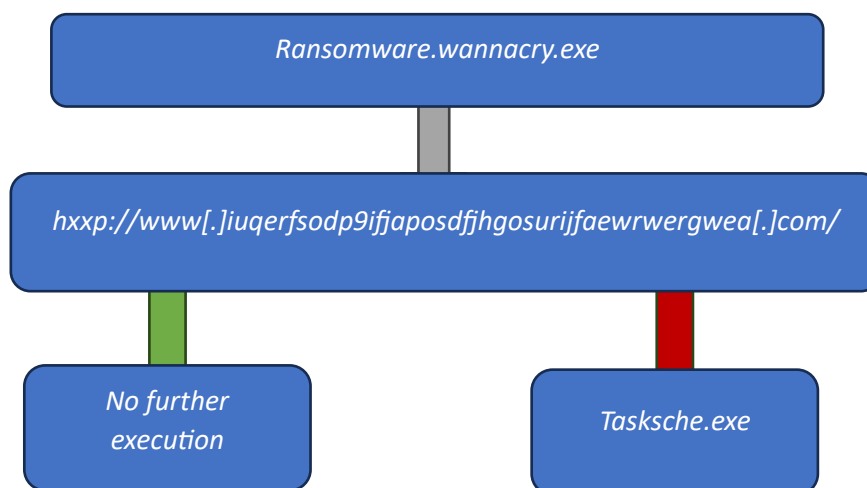 Ransomware.wannacry.exe
hxxp://www[.]iuqerfsodp9ifjaposdfjhgosurijfaewrwergwea[.]com/
No further
execution
Tasksche.exe